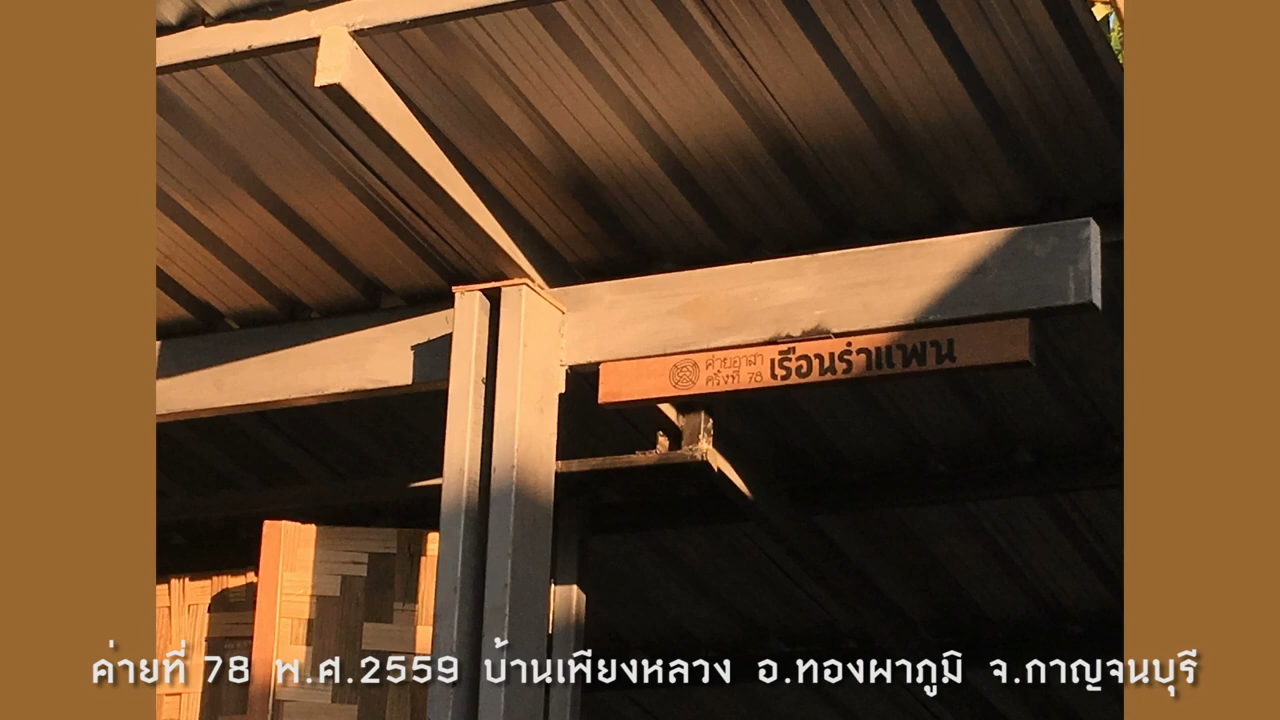 ค่ายอาสา
ครั้งที่ 78
เรือนรำแพน
ค่ายที่ 78 พ.ศ.2559 บ้านเพียงหลวง อ.ทองผาภูมิ จ.กาญจนบุรี